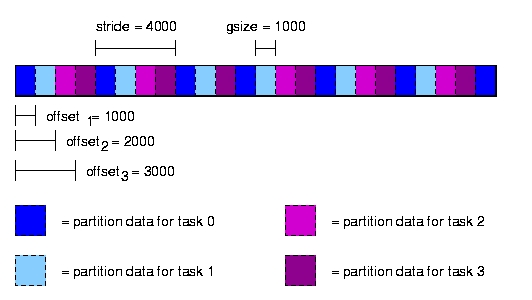 stride = 4000 gsize = 1000
offset 1= 1000
offset2 = 2000
offset3 = 3000
= partition data for task 0 = partition data for task 2
= partition data for task 1 = partition data for task 3